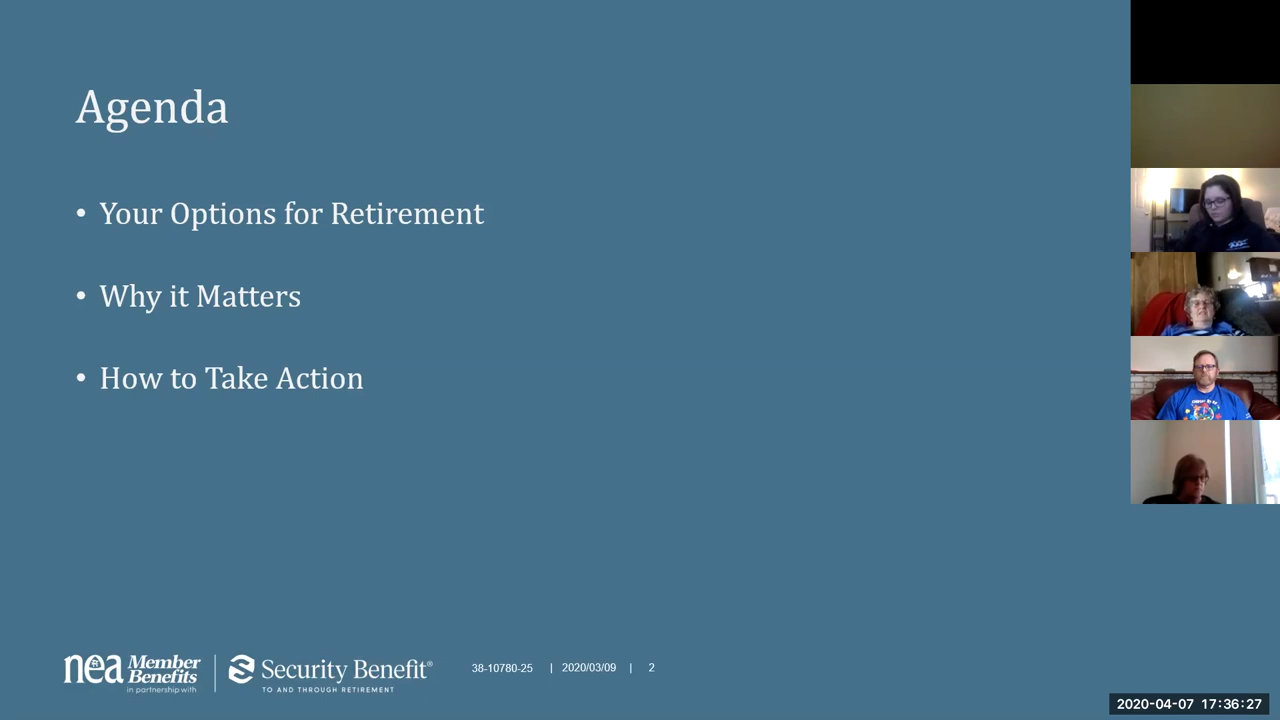 Agenda
• Your Options for Retirement
• Why it Matters
• How to Take Action
nea Member Benefits
in partnership with
Security Benefit®
TO AND THROUGH RETIREMENT
38-10780-25 | 2020/03/09 | 2
2020-04-07 17:36:27